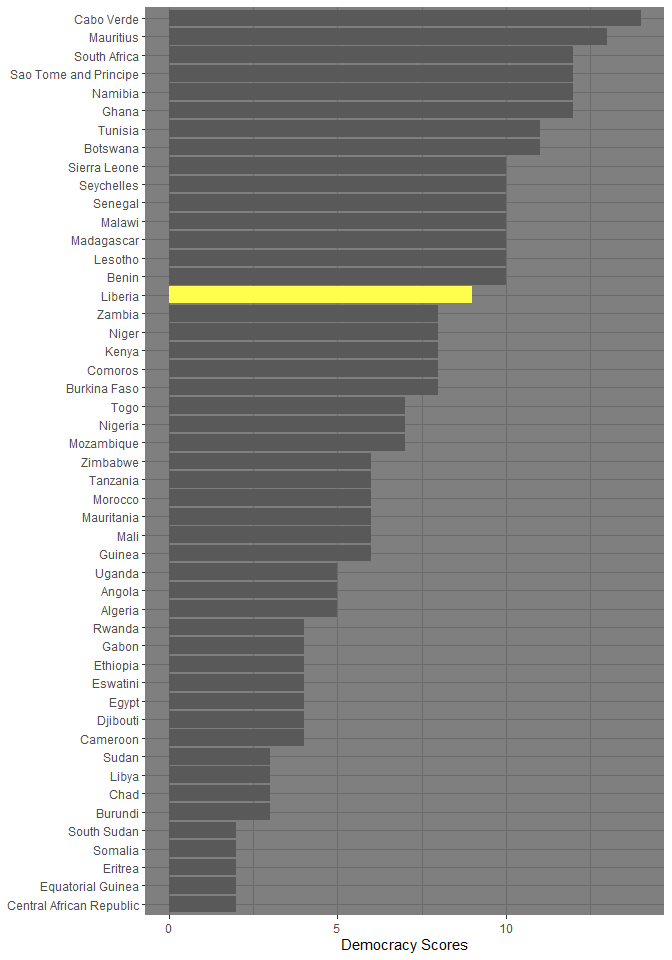 Cabo Verde
Mauritius
South Africa
Sao Tome and Principe
Namibia
Ghana
Tunisia
Botswana
Sierra Leone
Seychelles
Senegal
Malawi
Madagascar
Lesotho
Benin
Liberia
Zambia
Niger
Kenya
Comoros
Burkina Faso
Togo
Nigeria
Mozambique
Zimbabwe
Tanzania
Morocco
Mauritania
Mali
Guinea
Uganda
Angola
Algeria
Rwanda
Gabon
Ethiopia
Eswatini
Egypt
Djibouti
Cameroon
Sudan
Libya
Chad
Burundi
South Sudan
Somalia
Eritrea
Equatorial Guinea
Central African Republic
0 5 10
Democracy Scores